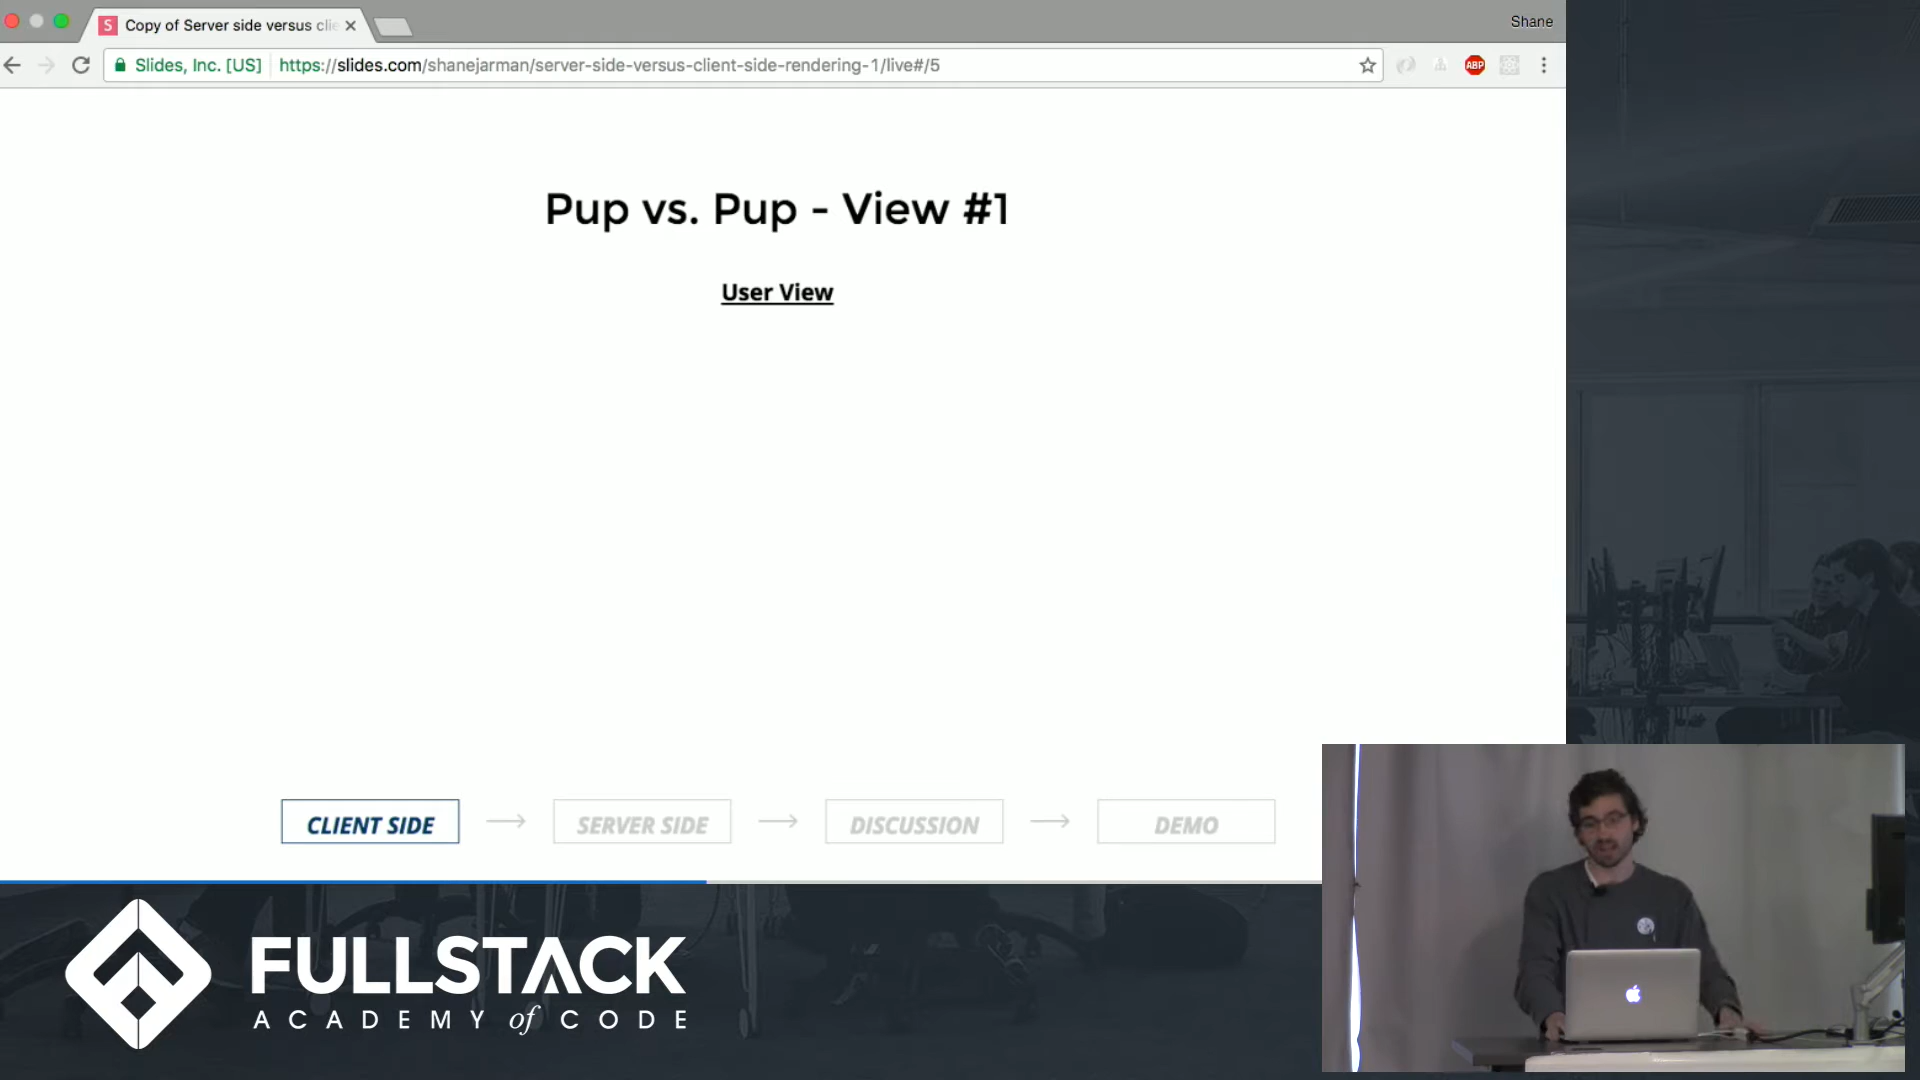 Copy of Server side versus clie
Shane
Slides, Inc. [US]
https://slides.com/shanejarman/server-side-versus-client-side-rendering-1/live#/5
ABP
Pup vs. Pup - View #1
User View
CLIENT SIDE
SERVER SIDE
DISCUSSION
DEMO
FULLSTACK
ACADEMY of CODE